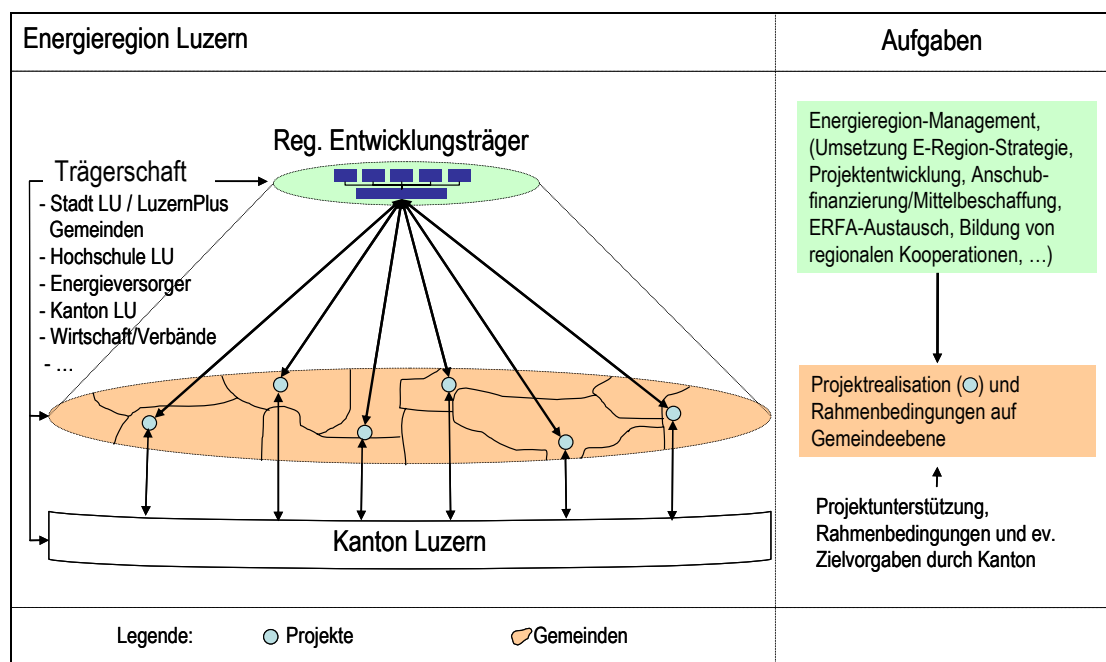 Energieregion Luzern
Aufgaben
Reg. Entwicklungsträger
Trägerschaft
- Stadt LU / LuzernPlus
Gemeinden
- Hochschule LU
- Energieversorger
- Kanton LU
- Wirtschaft/Verbände
- ...
Kanton Luzern
Energieregion-Management,
(Umsetzung E-Region-Strategie,
Projektentwicklung, Anschub-
finanzierung/Mittelbeschaffung,
ERFA-Austausch, Bildung von
regionalen Kooperationen, …)
Projektrealisation ( ) und
Rahmenbedingungen auf
Gemeindeebene
Projektunterstützung,
Rahmenbedingungen und ev.
Zielvorgaben durch Kanton
Legende: Projekte Gemeinden